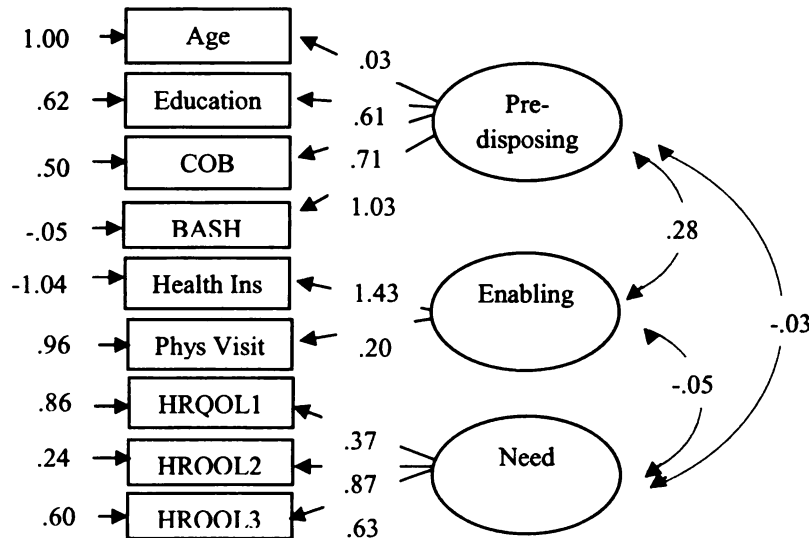 1.00 Age .03
.62 Education .61
Pre-
disposing
.50 COB .71
-.05 BASH 1.03
.28
-1.04 Health Ins 1.43 Enabling
-.03
.96 Phys Visit .20
-.05
.86 HRQOL1 .37
.24 HROOL2 .87 Need
.60 HROOL3 .63